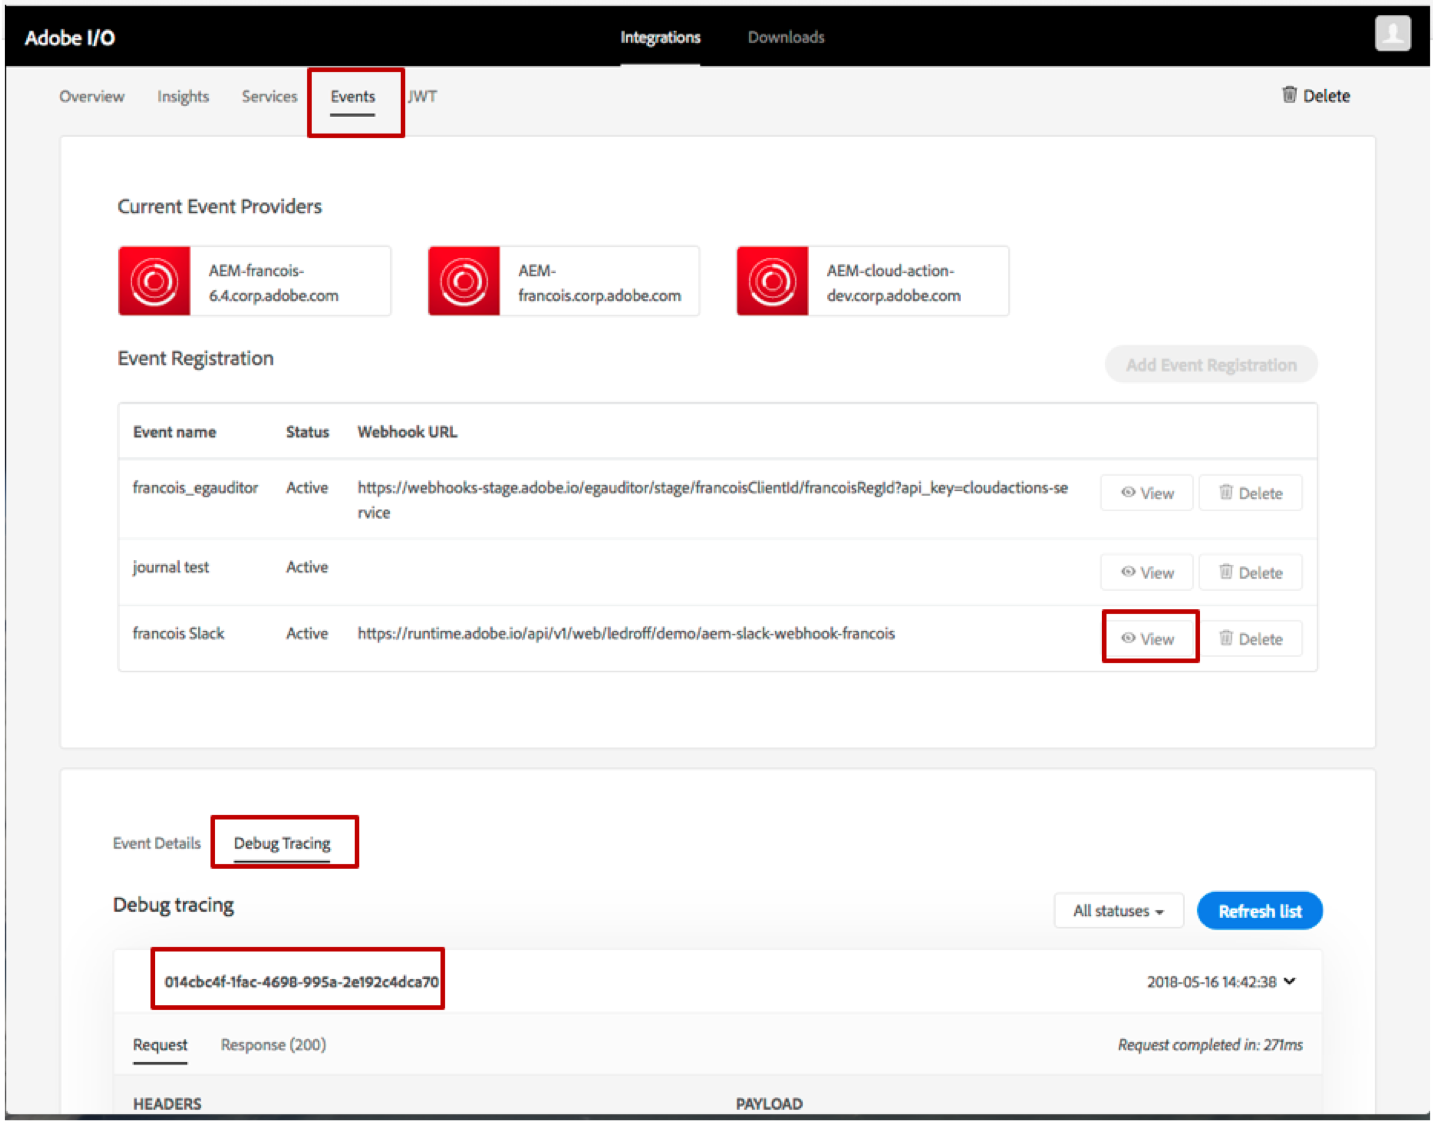 Adobe I/O
Integrations
Downloads
Overview
Insights
Services
Events
JWT
Delete
Current Event Providers
AEM-francois-
6.4.corp.adobe.com
AEM-
francois.corp.adobe.com
AEM-cloud-action-
dev.corp.adobe.com
Event Registration
Add Event Registration
Event name
Status
Webhook URL
francois_egauditor
Active
https://webhooks-stage.adobe.io/egauditor/stage/francoisClientId/francoisRegId?api_key=cloudactions-se
rvice
View
Delete
journal test
Active
View
Delete
francois Slack
Active
https://runtime.adobe.io/api/v1/web/ledroff/demo/aem-slack-webhook-francois
View
Delete
Event Details
Debug Tracing
Debug tracing
All statuses
Refresh list
014cbc4f-1fac-4698-995a-2e192c4dca70
2018-05-16 14:42:38
Request
Response (200)
Request completed in: 271ms
HEADERS
PAYLOAD